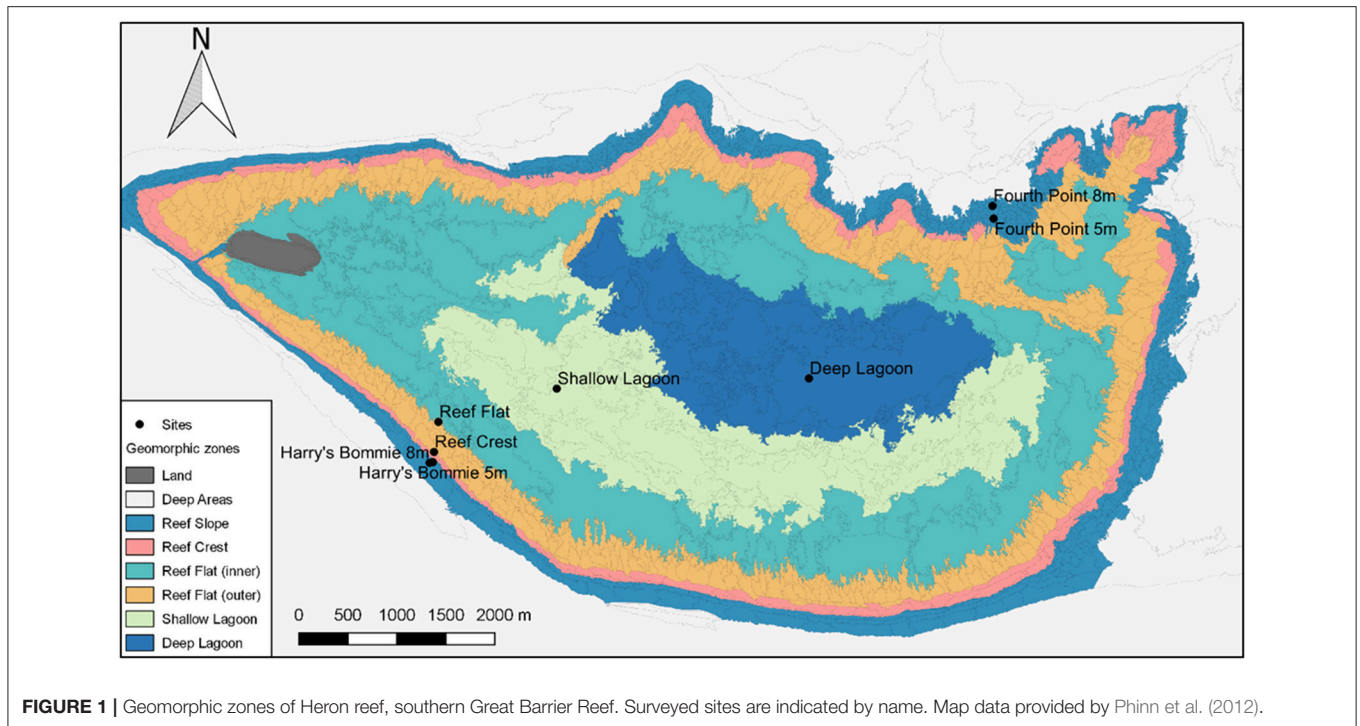 N
Fourth Point 8m
Fourth Point 5m
Deep Lagoon
Shallow Lagoon
Reef Flat
Reef Crest
Harry's Bommie 8m
Harry's Bommie 5m
Sites
Geomorphic zones
Land
Deep Areas
Reef Slope
Reef Crest
Reef Flat (inner)
Reef Flat (outer)
Shallow Lagoon
Deep Lagoon
0 500 1000 1500 2000 m
FIGURE 1 | Geomorphic zones of Heron reef, southern Great Barrier Reef. Surveyed sites are indicated by name. Map data provided by Phinn et al. (2012).